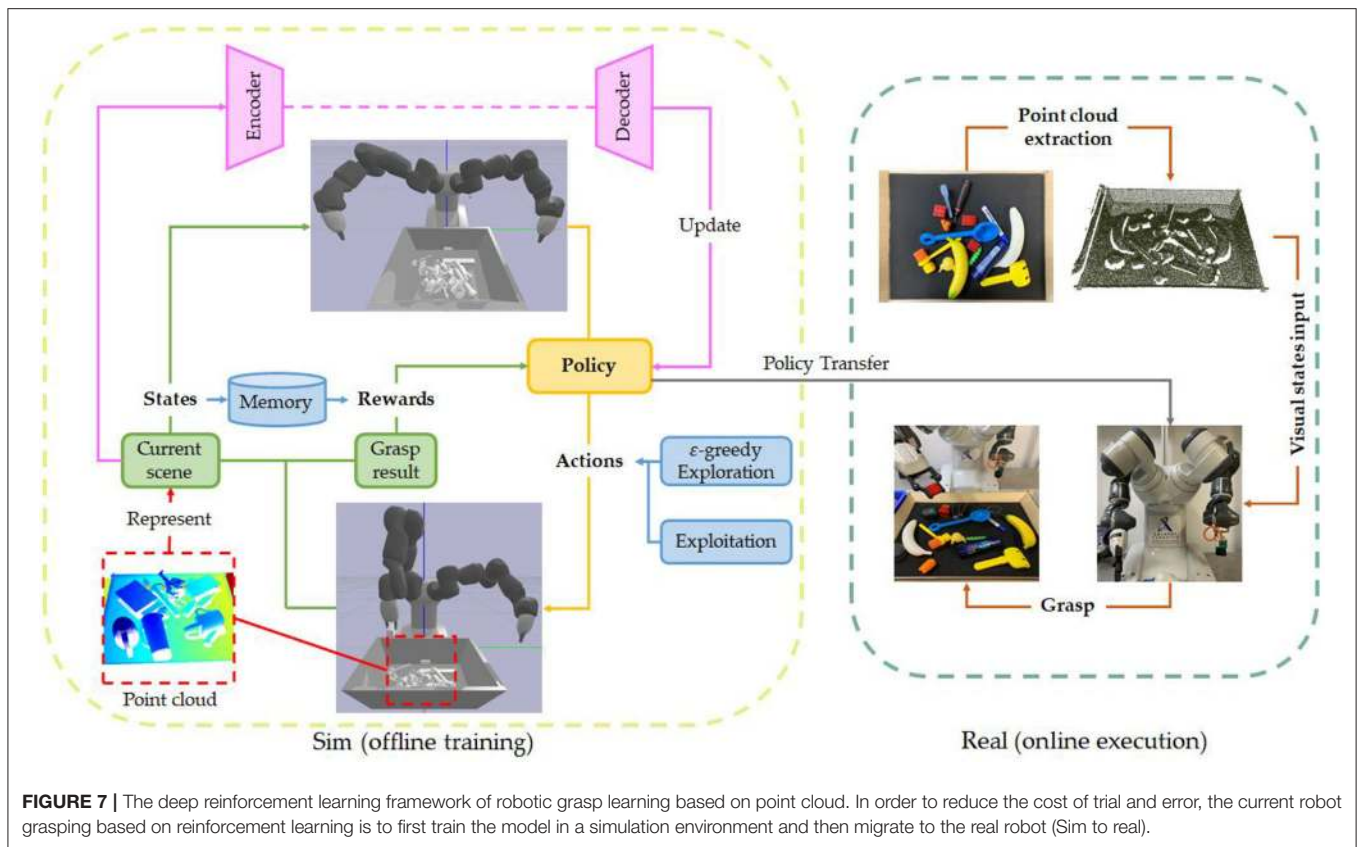 Encoder
Decoder
Point cloud
extraction
Update
Visual states input
Policy
Policy Transfer
States
Memory
Rewards
Current
scene
Grasp
result
Actions
ε-greedy
Exploration
Exploitation
Represent
Grasp
Point cloud
Sim (offline training)
Real (online execution)
FIGURE 7 | The deep reinforcement learning framework of robotic grasp learning based on point cloud. In order to reduce the cost of trial and error, the current robot
grasping based on reinforcement learning is to first train the model in a simulation environment and then migrate to the real robot (Sim to real).